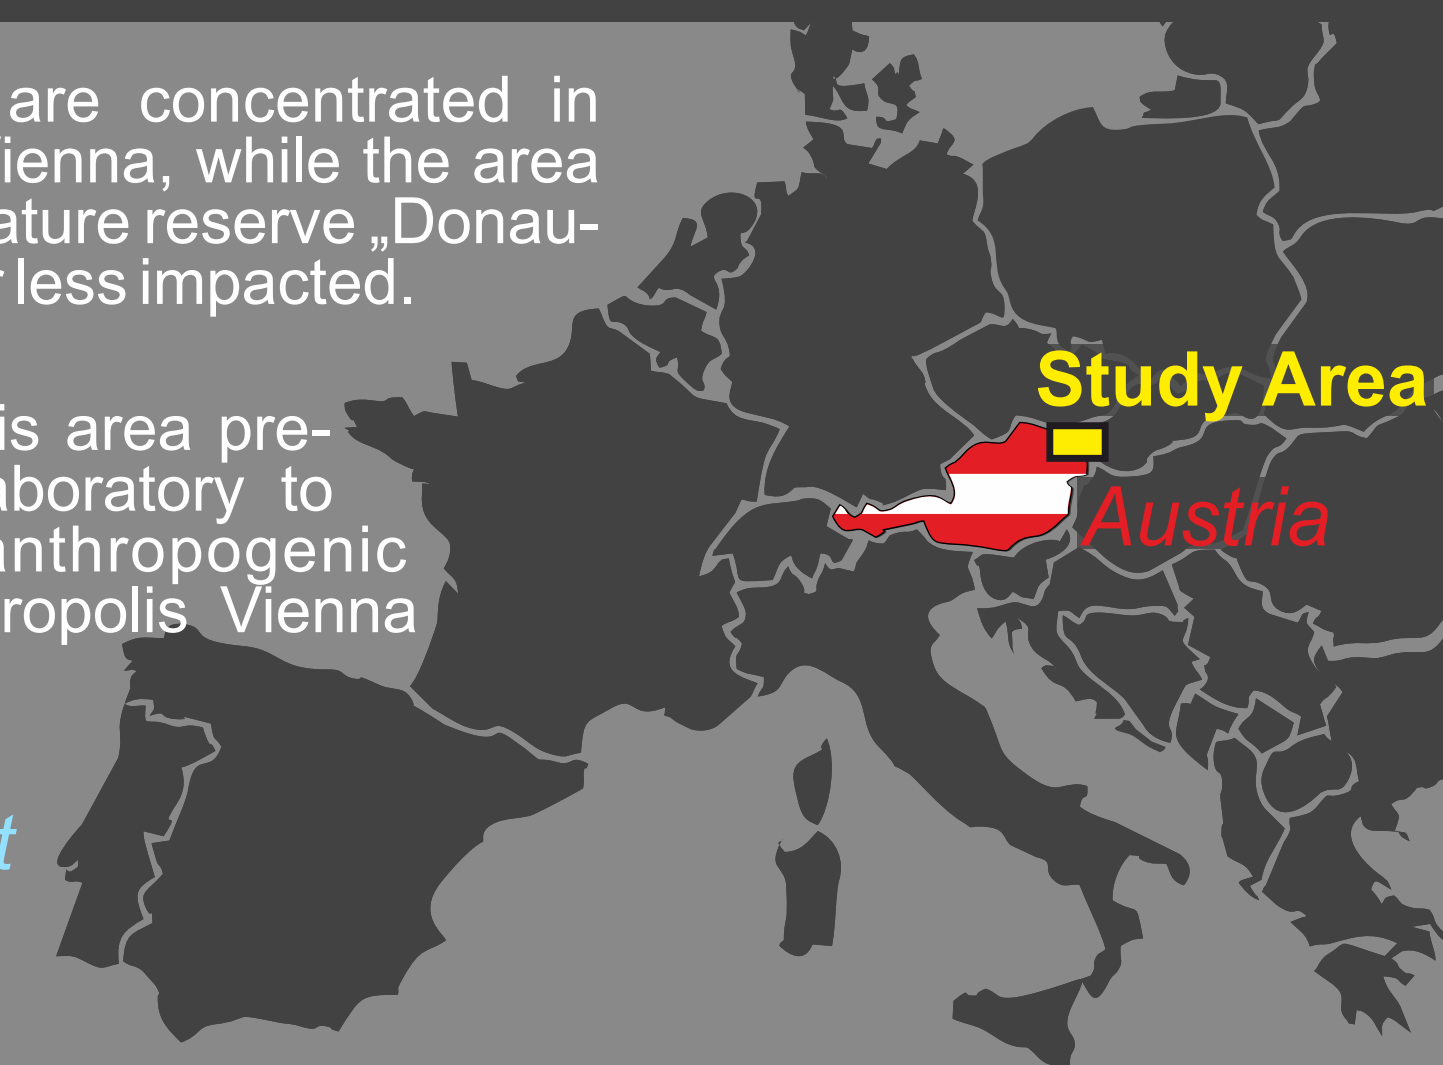 are concentrated in
ienna, while the area
ature reserve „Donau-
less impacted.
Study Area
is area pre-
aboratory to
Austria
anthropogenic
ropolis Vienna
t